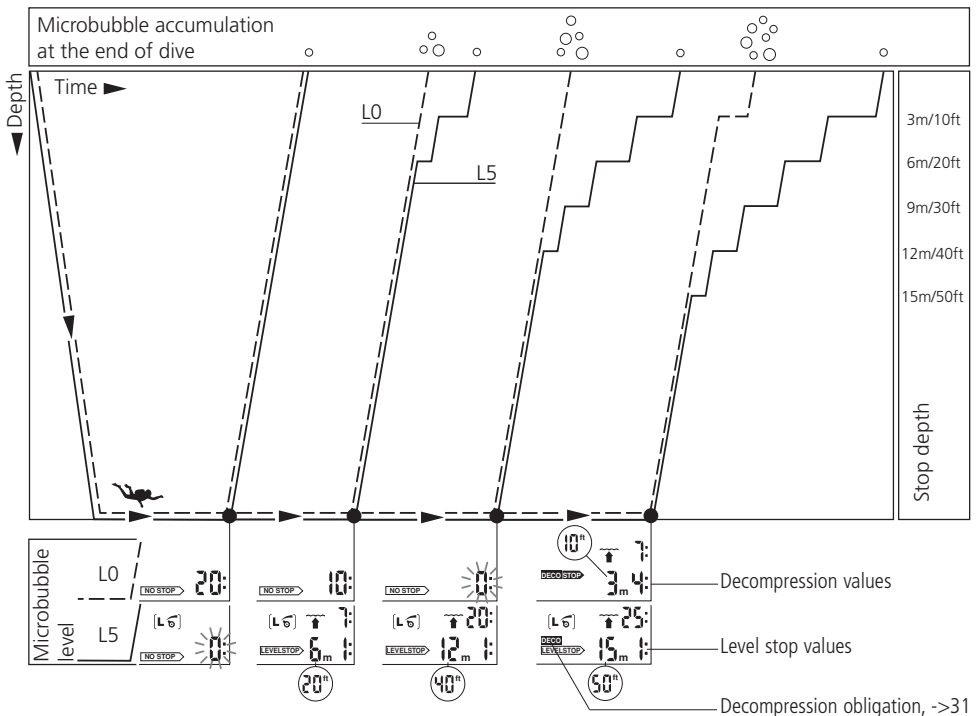 Microbubble accumulation
at the end of dive
Depth
Time
L0
L5
3m/10ft
6m/20ft
9m/30ft
12m/40ft
15m/50ft
Stop depth
Microbubble
level
L0
NO STOP 20:
NO STOP 10:
NO STOP 0:
10ft
7:
DECOSTOP 3m 4:
Decompression values
L5
NO STOP 0:
7:
LEVELSTOP 6m 1:
20ft
20:
LEVELSTOP 12m 1:
40ft
25:
DECO
LEVELSTOP 15m 1:
50ft
Level stop values
Decompression obligation, ->31